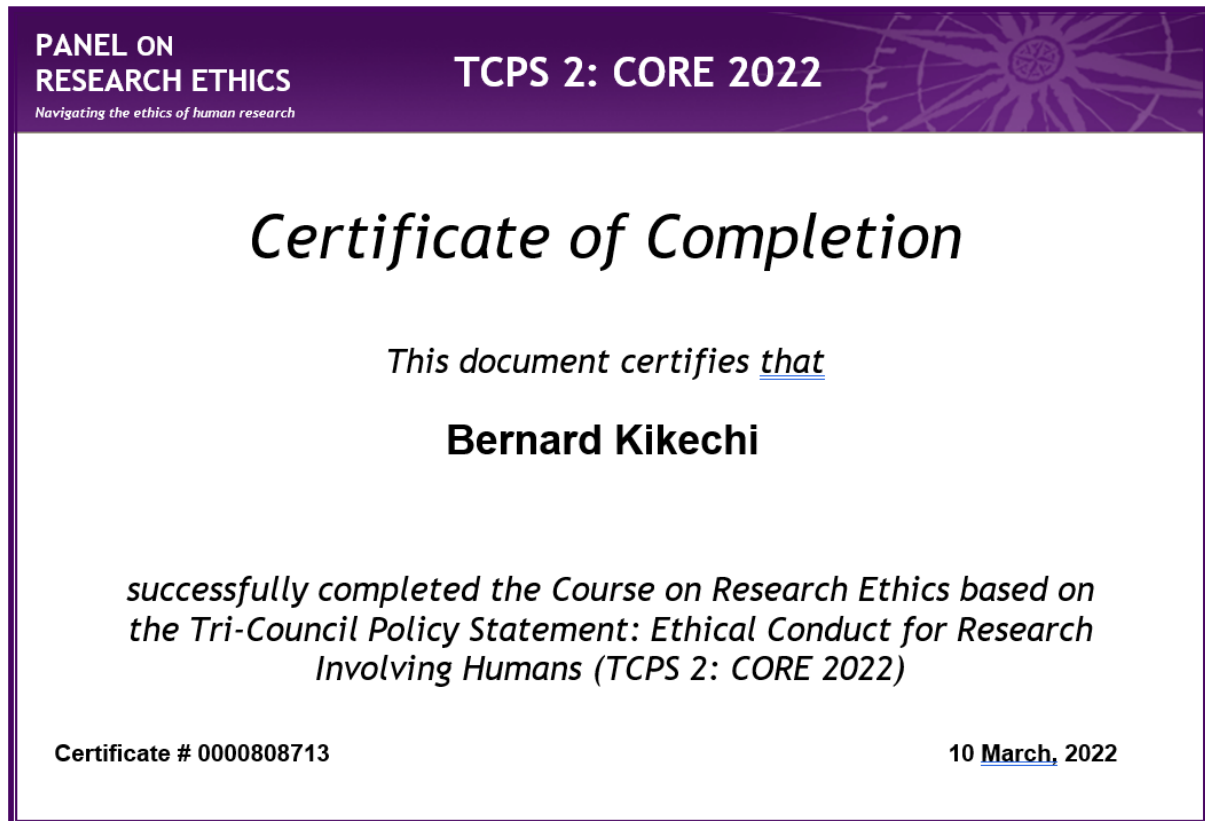 PANEL ON
RESEARCH ETHICS
Navigating the ethics of human research
TCPS 2: CORE 2022
Certificate of Completion
This document certifies that
Bernard Kikechi
successfully completed the Course on Research Ethics based on
the Tri-Council Policy Statement: Ethical Conduct for Research
Involving Humans (TCPS 2: CORE 2022)
Certificate # 0000808713
10 March, 2022